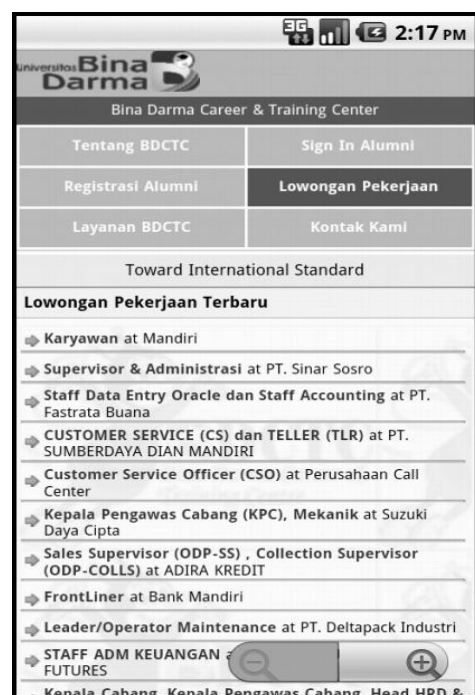 3G 2:17 PM
Universitas Bina
Darma
Bina Darma Career & Training Center
Tentang BDCTC Sign In Alumni
Registrasi Alumni Lowongan Pekerjaan
Layanan BDCTC Kontak Kami
Toward International Standard
Lowongan Pekerjaan Terbaru
Karyawan at Mandiri
Supervisor & Administrasi at PT. Sinar Sosro
Staff Data Entry Oracle dan Staff Accounting at PT.
Fastrata Buana
CUSTOMER SERVICE (CS) dan TELLER (TLR) at PT.
SUMBERDAYA DIAN MANDIRI
Customer Service Officer (CSO) at Perusahaan Call
Center
Kepala Pengawas Cabang (KPC), Mekanik at Suzuki
Daya Cipta
Sales Supervisor (ODP-SS) , Collection Supervisor
(ODP-COLLS) at ADIRA KREDIT
FrontLiner at Bank Mandiri
Leader/Operator Maintenance at PT. Deltapack Industri
STAFF ADM KEUANGAN
FUTURES
Kepala Cabang, Kepala Pengawas Cabang, Head HRD &